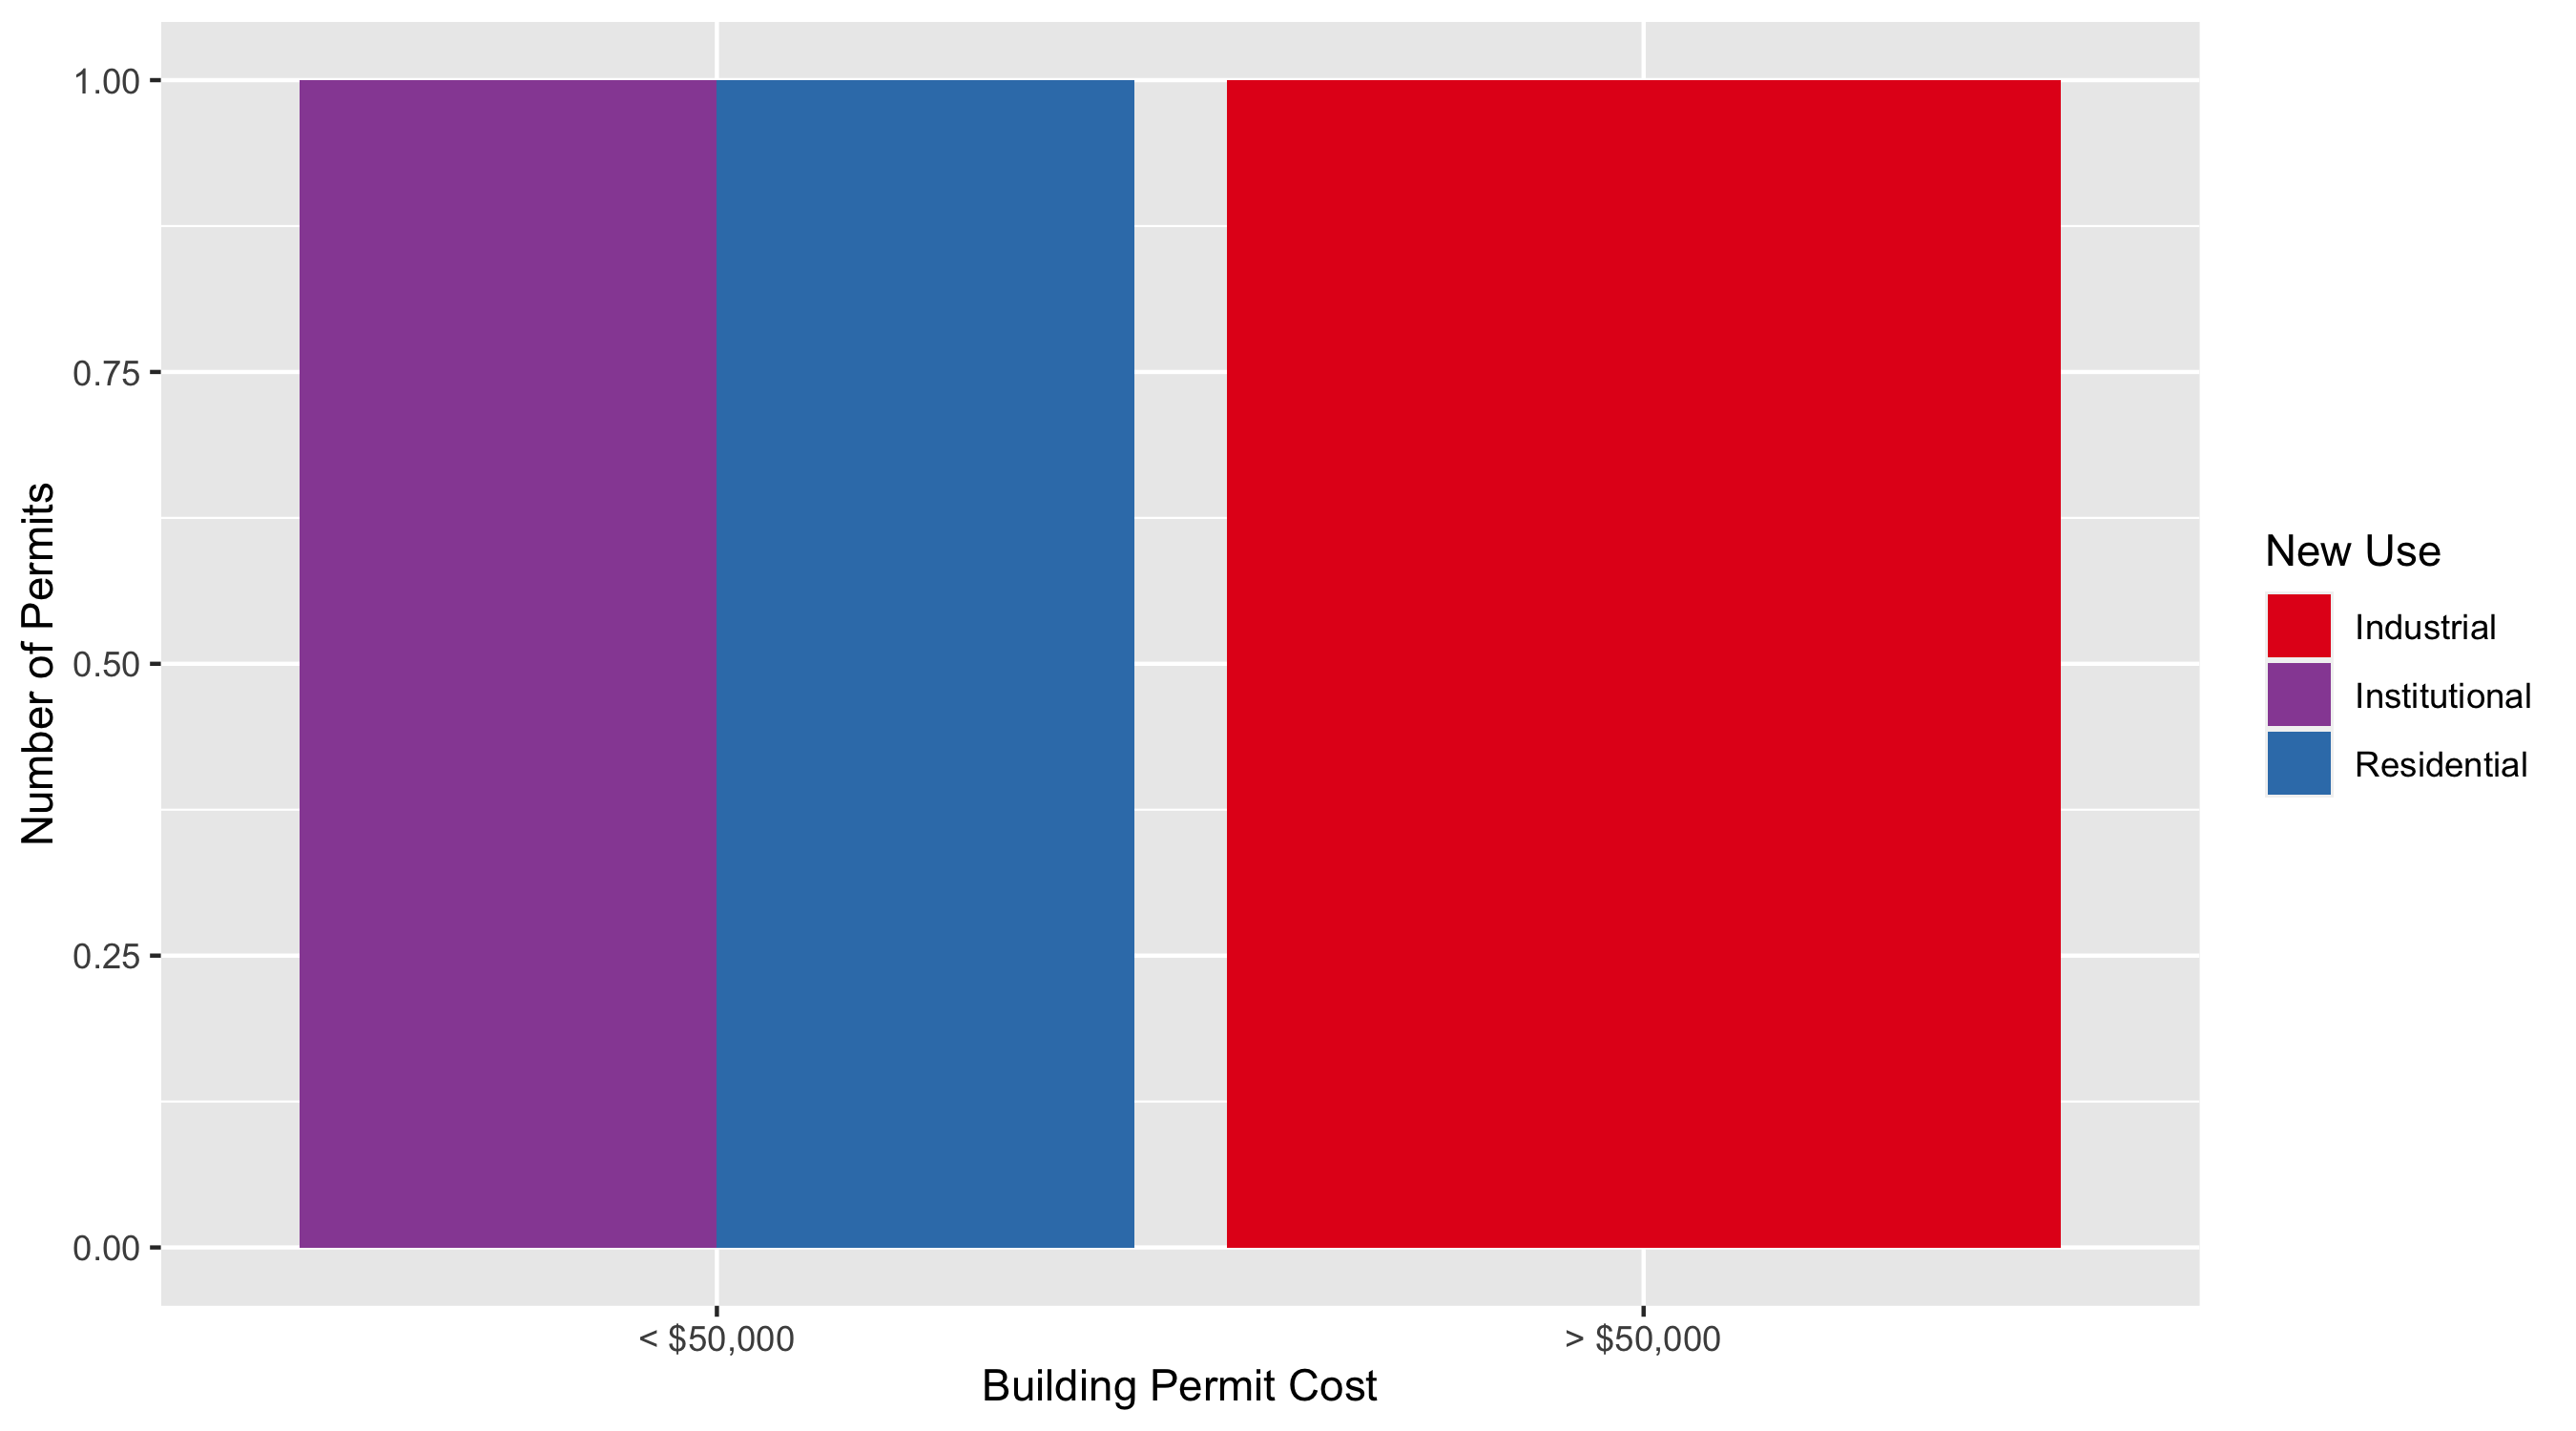 1.00
0.75
0.50
0.25
0.00
Number of Permits
< $50,000
> $50,000
Building Permit Cost
New Use
Industrial
Institutional
Residential